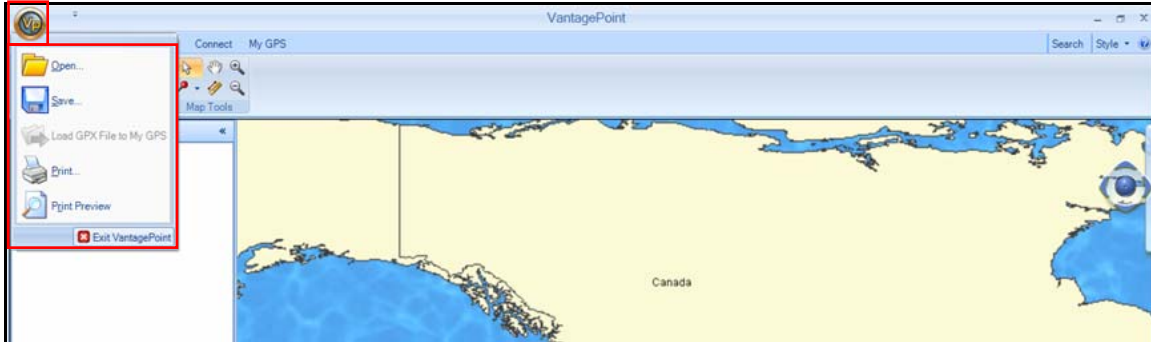 Vp
VantagePoint
Connect My GPS Search Style
Open...
Save...
Load GPX File to My GPS
Print...
Print Preview
Exit VantagePoint
Map Tools
Canada